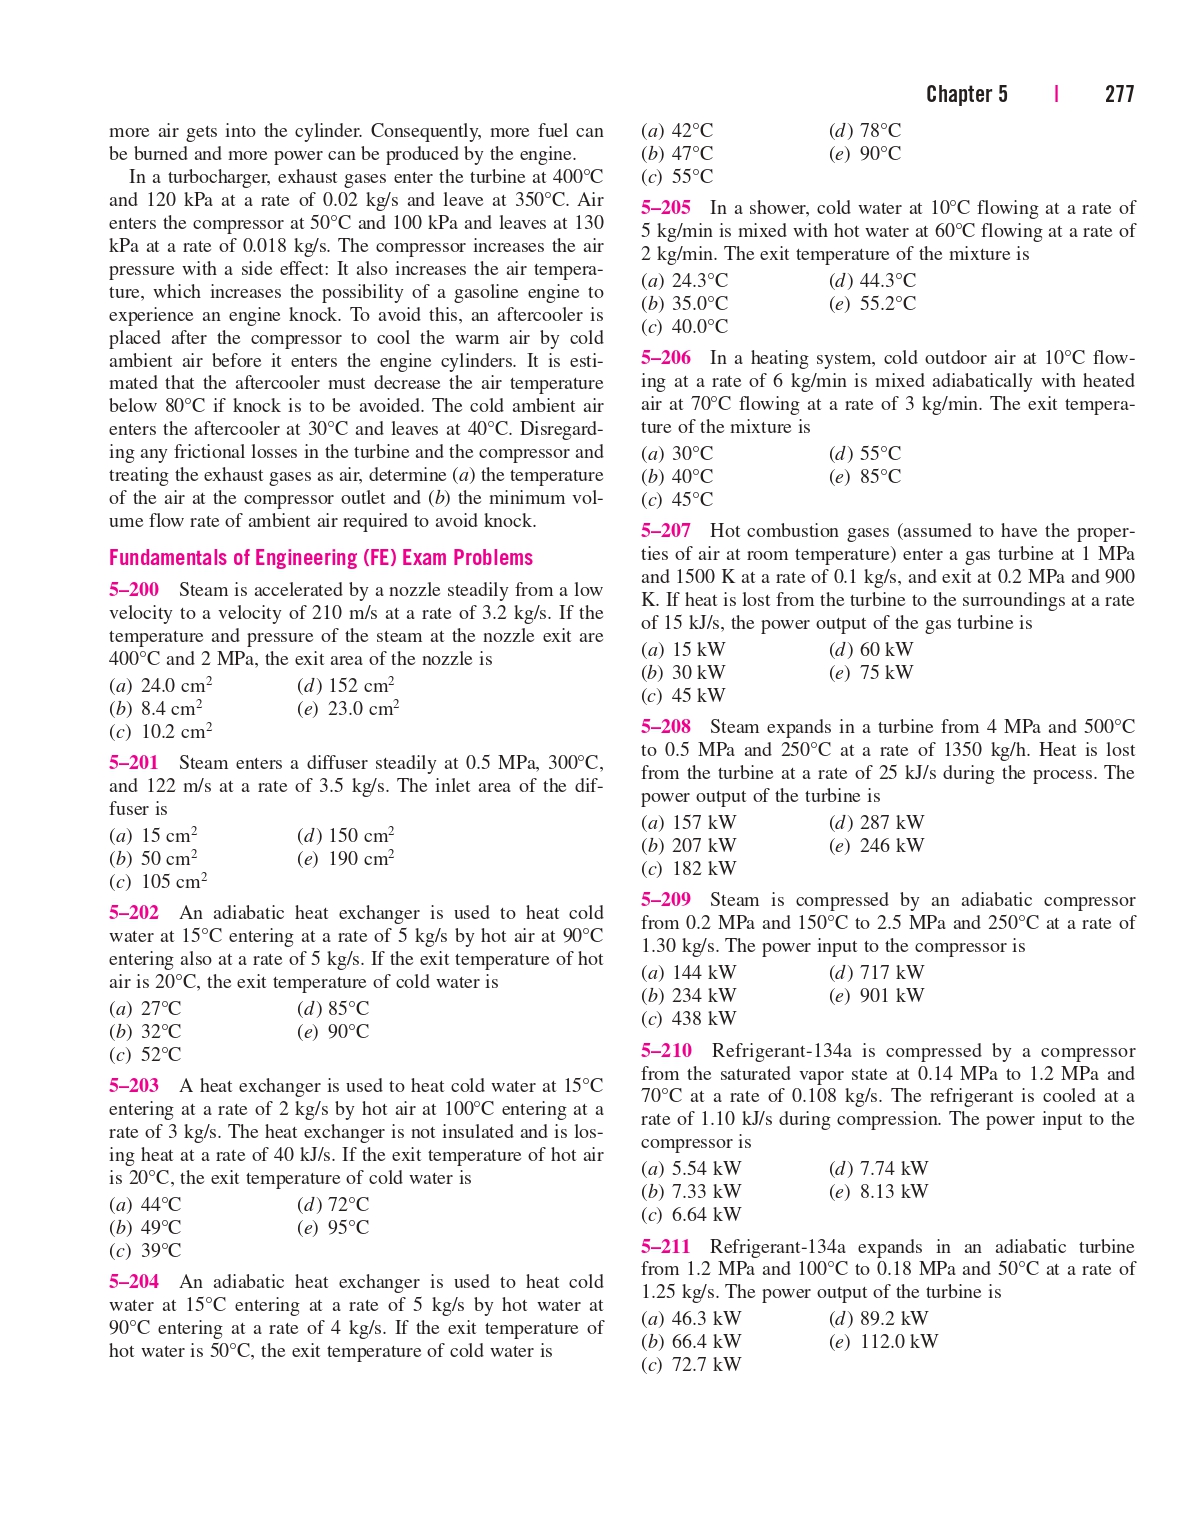 Chapter 5 | 277
more air gets into the cylinder. Consequently, more fuel can
be burned and more power can be produced by the engine.
In a turbocharger, exhaust gases enter the turbine at 400°C
and 120 kPa at a rate of 0.02 kg/s and leave at 350°C. Air
enters the compressor at 50°C and 100 kPa and leaves at 130
kPa at a rate of 0.018 kg/s. The compressor increases the air
pressure with a side effect: It also increases the air tempera-
ture, which increases the possibility of a gasoline engine to
experience an engine knock. To avoid this, an aftercooler is
placed after the compressor to cool the warm air by cold
ambient air before it enters the engine cylinders. It is esti-
mated that the aftercooler must decrease the air temperature
below 80°C if knock is to be avoided. The cold ambient air
enters the aftercooler at 30°C and leaves at 40°C. Disregard-
ing any frictional losses in the turbine and the compressor and
treating the exhaust gases as air, determine (a) the temperature
of the air at the compressor outlet and (b) the minimum vol-
ume flow rate of ambient air required to avoid knock.
Fundamentals of Engineering (FE) Exam Problems
5–200 Steam is accelerated by a nozzle steadily from a low
velocity to a velocity of 210 m/s at a rate of 3.2 kg/s. If the
temperature and pressure of the steam at the nozzle exit are
400°C and 2 MPa, the exit area of the nozzle is
(a) 24.0 cm² (d) 152 cm²
(b) 8.4 cm² (e) 23.0 cm²
(c) 10.2 cm²
5–201 Steam enters a diffuser steadily at 0.5 MPa, 300°C,
and 122 m/s at a rate of 3.5 kg/s. The inlet area of the dif-
fuser is
(a) 15 cm² (d) 150 cm²
(b) 50 cm² (e) 190 cm²
(c) 105 cm²
5–202 An adiabatic heat exchanger is used to heat cold
water at 15°C entering at a rate of 5 kg/s by hot air at 90°C
entering also at a rate of 5 kg/s. If the exit temperature of hot
air is 20°C, the exit temperature of cold water is
(a) 27°C (d) 85°C
(b) 32°C (e) 90°C
(c) 52°C
5–203 A heat exchanger is used to heat cold water at 15°C
entering at a rate of 2 kg/s by hot air at 100°C entering at a
rate of 3 kg/s. The heat exchanger is not insulated and is los-
ing heat at a rate of 40 kJ/s. If the exit temperature of hot air
is 20°C, the exit temperature of cold water is
(a) 44°C (d) 72°C
(b) 49°C (e) 95°C
(c) 39°C
5–204 An adiabatic heat exchanger is used to heat cold
water at 15°C entering at a rate of 5 kg/s by hot water at
90°C entering at a rate of 4 kg/s. If the exit temperature of
hot water is 50°C, the exit temperature of cold water is
(a) 42°C (d) 78°C
(b) 47°C (e) 90°C
(c) 55°C
5–205 In a shower, cold water at 10°C flowing at a rate of
5 kg/min is mixed with hot water at 60°C flowing at a rate of
2 kg/min. The exit temperature of the mixture is
(a) 24.3°C (d) 44.3°C
(b) 35.0°C (e) 55.2°C
(c) 40.0°C
5–206 In a heating system, cold outdoor air at 10°C flow-
ing at a rate of 6 kg/min is mixed adiabatically with heated
air at 70°C flowing at a rate of 3 kg/min. The exit tempera-
ture of the mixture is
(a) 30°C (d) 55°C
(b) 40°C (e) 85°C
(c) 45°C
5–207 Hot combustion gases (assumed to have the proper-
ties of air at room temperature) enter a gas turbine at 1 MPa
and 1500 K at a rate of 0.1 kg/s, and exit at 0.2 MPa and 900
K. If heat is lost from the turbine to the surroundings at a rate
of 15 kJ/s, the power output of the gas turbine is
(a) 15 kW (d) 60 kW
(b) 30 kW (e) 75 kW
(c) 45 kW
5–208 Steam expands in a turbine from 4 MPa and 500°C
to 0.5 MPa and 250°C at a rate of 1350 kg/h. Heat is lost
from the turbine at a rate of 25 kJ/s during the process. The
power output of the turbine is
(a) 157 kW (d) 287 kW
(b) 207 kW (e) 246 kW
(c) 182 kW
5–209 Steam is compressed by an adiabatic compressor
from 0.2 MPa and 150°C to 2.5 MPa and 250°C at a rate of
1.30 kg/s. The power input to the compressor is
(a) 144 kW (d) 717 kW
(b) 234 kW (e) 901 kW
(c) 438 kW
5–210 Refrigerant-134a is compressed by a compressor
from the saturated vapor state at 0.14 MPa to 1.2 MPa and
70°C at a rate of 0.108 kg/s. The refrigerant is cooled at a
rate of 1.10 kJ/s during compression. The power input to the
compressor is
(a) 5.54 kW (d) 7.74 kW
(b) 7.33 kW (e) 8.13 kW
(c) 6.64 kW
5–211 Refrigerant-134a expands in an adiabatic turbine
from 1.2 MPa and 100°C to 0.18 MPa and 50°C at a rate of
1.25 kg/s. The power output of the turbine is
(a) 46.3 kW (d) 89.2 kW
(b) 66.4 kW (e) 112.0 kW
(c) 72.7 kW